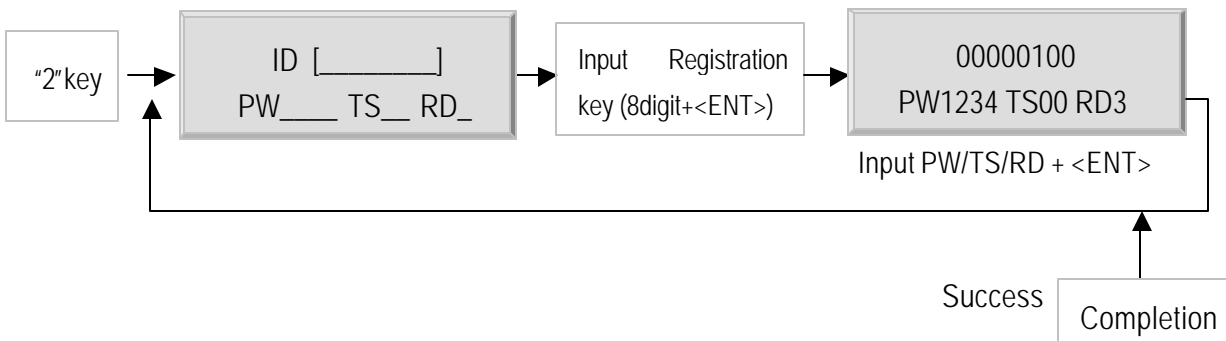 “2”key
ID [________]
PW____ TS__ RD_
Input Registration
key (8digit+<ENT>)
00000100
PW1234 TS00 RD3
Input PW/TS/RD + <ENT>
Success
Completion